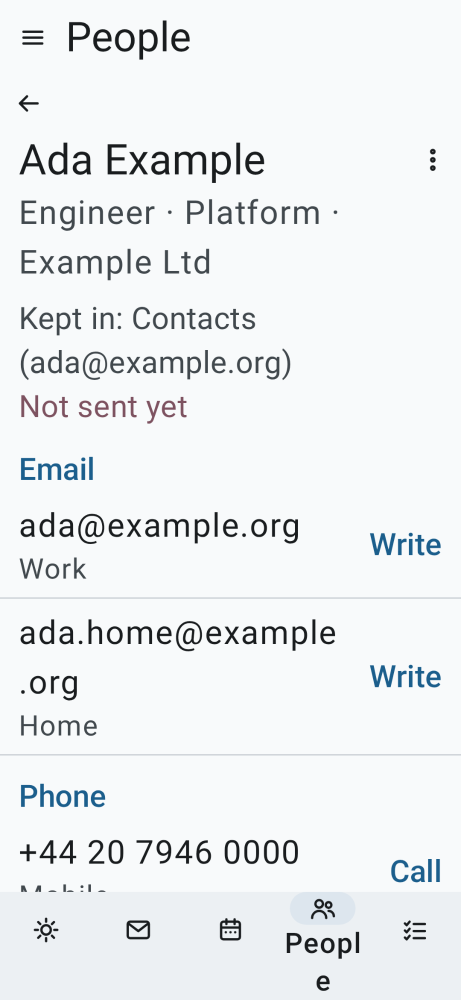 People
Ada Example
Engineer · Platform ·
Example Ltd
Kept in: Contacts
(ada@example.org)
Not sent yet
Email
ada@example.org
Write
Work
ada.home@example
.org
Write
Home
Phone
+44 20 7946 0000
Call
Mobile
Peopl
e